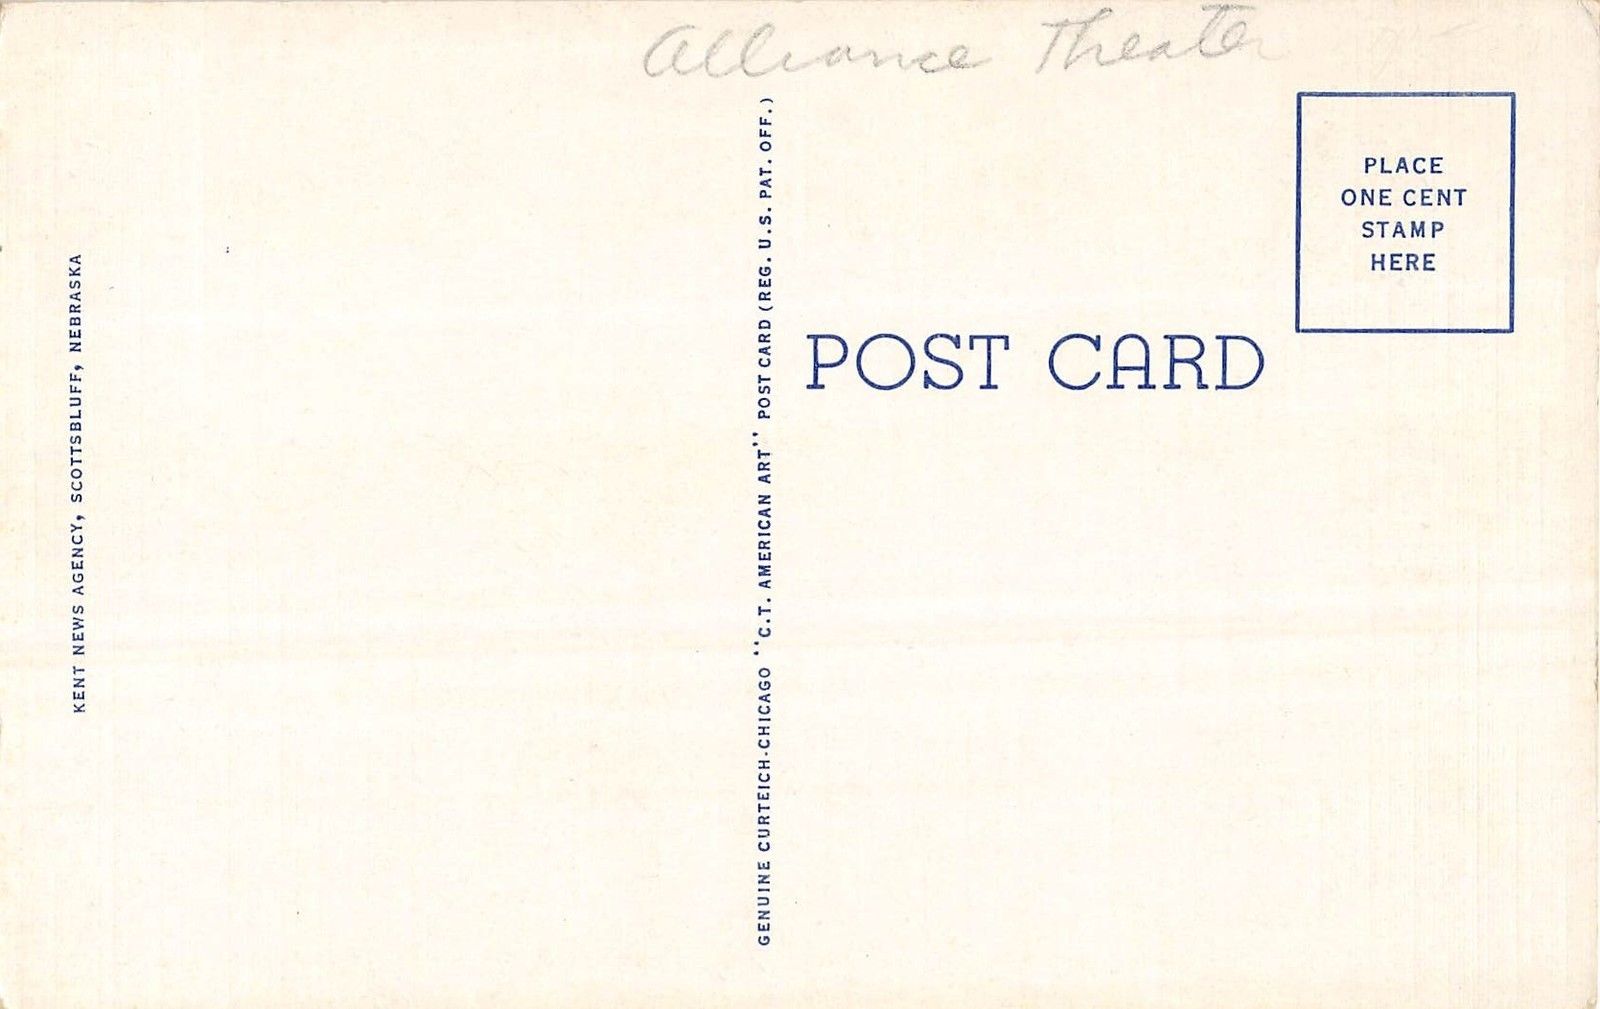 Alliance Theater
PLACE
ONE CENT
STAMP
HERE
POST CARD
KENT NEWS AGENCY, SCOTTSBLUFF, NEBRASKA
GENUINE CURTEICH-CHICAGO "C.T. AMERICAN ART" POST CARD (REG. U.S. PAT. OFF.)